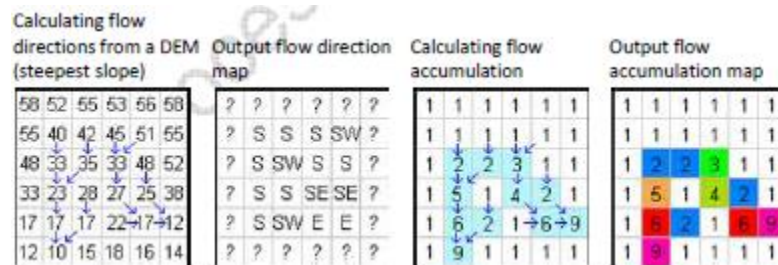 Calculating flow
directions from a DEM
(steepest slope)
58 52 55 53 56 58
55 40 42 45 51 55
48 33 35 33 48 52
33 23 28 27 25 38
17 17 17 22 17 12
12 10 15 18 16 14
Output flow direction
map
? ? ? ? ? ?
? S S S SW ?
? S SW S S ?
? S S SE SE ?
? S SW E E ?
? ? ? ? ? ?
Calculating flow
accumulation
1 1 1 1 1 1
1 1 1 1 1 1
1 2 2 3 1 1
1 5 1 4 2 1
1 6 2 1 6 9
1 9 1 1 1 1
Output flow
accumulation map
1 1 1 1 1 1
1 1 1 1 1 1
1 2 2 3 1 1
1 5 1 4 2 1
1 6 2 1 6 9
1 9 1 1 1 1